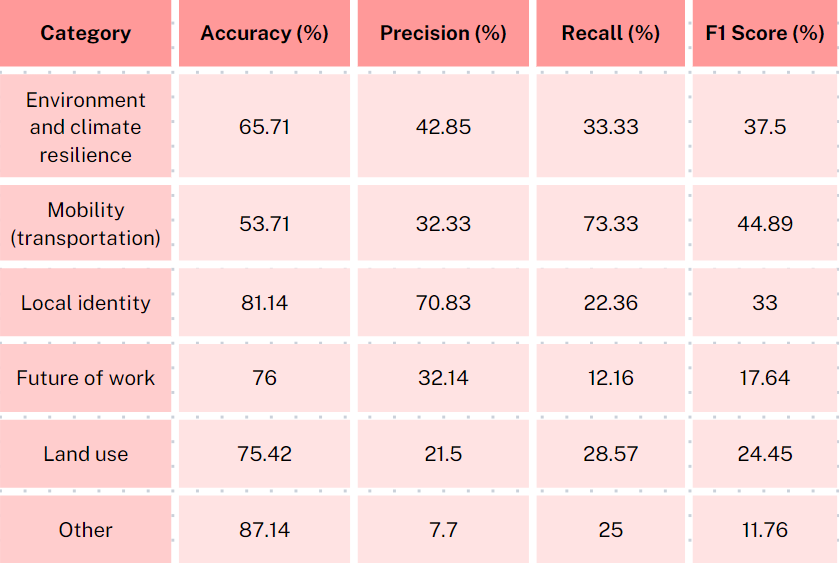 Category Accuracy (%) Precision (%) Recall (%) F1 Score (%)
Environment
and climate
resilience
65.71 42.85 33.33 37.5
Mobility
(transportation)
53.71 32.33 73.33 44.89
Local identity 81.14 70.83 22.36 33
Future of work 76 32.14 12.16 17.64
Land use 75.42 21.5 28.57 24.45
Other 87.14 7.7 25 11.76